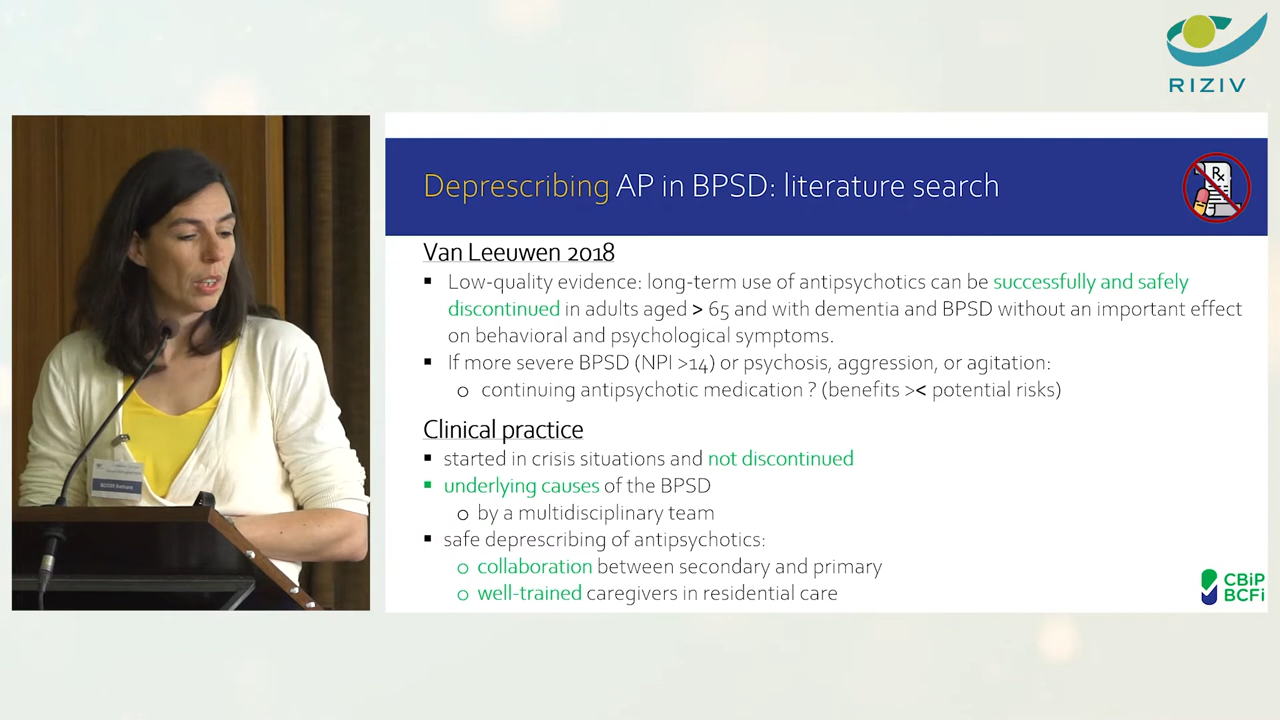 RIZIV
Deprescribing AP in BPSD: literature search
Rx
Van Leeuwen 2018
▪ Low-quality evidence: long-term use of antipsychotics can be successfully and safely
discontinued in adults aged > 65 and with dementia and BPSD without an important effect
on behavioral and psychological symptoms.
▪ If more severe BPSD (NPI >14) or psychosis, aggression, or agitation:
o continuing antipsychotic medication ? (benefits >< potential risks)
Clinical practice
▪ started in crisis situations and not discontinued
▪ underlying causes of the BPSD
o by a multidisciplinary team
▪ safe deprescribing of antipsychotics:
o collaboration between secondary and primary
o well-trained caregivers in residential care
CBiP
BCFi